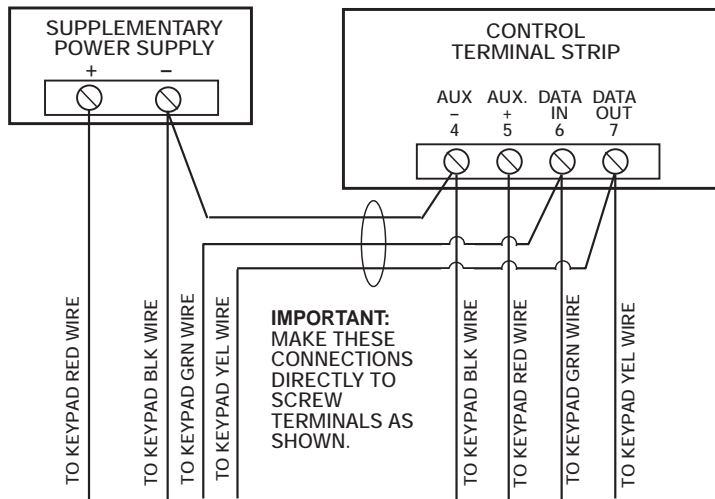 SUPPLEMENTARY
POWER SUPPLY
+ –
CONTROL
TERMINAL STRIP
AUX AUX. DATA DATA
– + IN OUT
4 5 6 7
TO KEYPAD RED WIRE
TO KEYPAD BLK WIRE
TO KEYPAD GRN WIRE
TO KEYPAD YEL WIRE
IMPORTANT:
MAKE THESE
CONNECTIONS
DIRECTLY TO
SCREW
TERMINALS AS
SHOWN.
TO KEYPAD BLK WIRE
TO KEYPAD RED WIRE
TO KEYPAD GRN WIRE
TO KEYPAD YEL WIRE